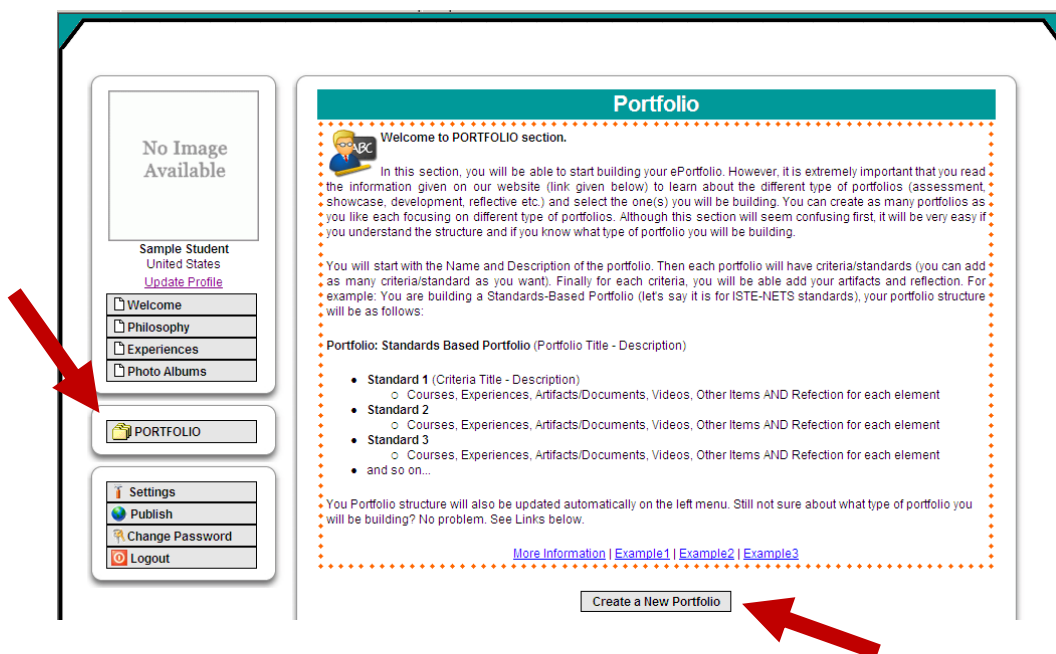 No Image
Available
Sample Student
United States
Update Profile
Welcome
Philosophy
Experiences
Photo Albums
PORTFOLIO
Settings
Publish
Change Password
Logout
Portfolio
ABC
Welcome to PORTFOLIO section.
In this section, you will be able to start building your ePortfolio. However, it is extremely important that you read
the information given on our website (link given below) to learn about the different type of portfolios (assessment,
showcase, development, reflective etc.) and select the one(s) you will be building. You can create as many portfolios as
you like each focusing on different type of portfolios. Although this section will seem confusing first, it will be very easy if
you understand the structure and if you know what type of portfolio you will be building.
You will start with the Name and Description of the portfolio. Then each portfolio will have criteria/standards (you can add
as many criteria/standard as you want). Finally for each criteria, you will be able add your artifacts and reflection. For
example: You are building a Standards-Based Portfolio (let's say it is for ISTE-NETS standards), your portfolio structure
will be as follows:
Portfolio: Standards Based Portfolio (Portfolio Title - Description)
• Standard 1 (Criteria Title - Description)
o Courses, Experiences, Artifacts/Documents, Videos, Other Items AND Refection for each element
• Standard 2
o Courses, Experiences, Artifacts/Documents, Videos, Other Items AND Refection for each element
• Standard 3
o Courses, Experiences, Artifacts/Documents, Videos, Other Items AND Refection for each element
• and so on...
You Portfolio structure will also be updated automatically on the left menu. Still not sure about what type of portfolio you
will be building? No problem. See Links below.
More Information | Example1 | Example2 | Example3
Create a New Portfolio